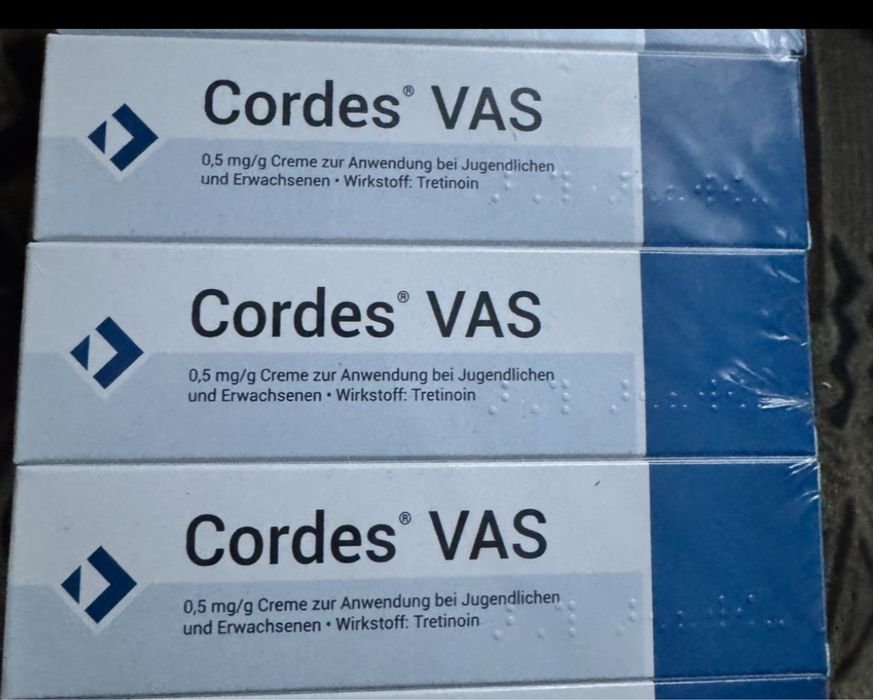 Cordes® VAS
0,5 mg/g Creme zur Anwendung bei Jugendlichen
und Erwachsenen • Wirkstoff: Tretinoin
Cordes® VAS
0,5 mg/g Creme zur Anwendung bei Jugendlichen
und Erwachsenen • Wirkstoff: Tretinoin
Cordes® VAS
0,5 mg/g Creme zur Anwendung bei Jugendlichen
und Erwachsenen • Wirkstoff: Tretinoin